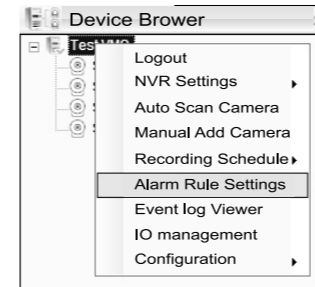 Device Brower
Test
Logout
NVR Settings
Auto Scan Camera
Manual Add Camera
Recording Schedule
Alarm Rule Settings
Event log Viewer
IO management
Configuration